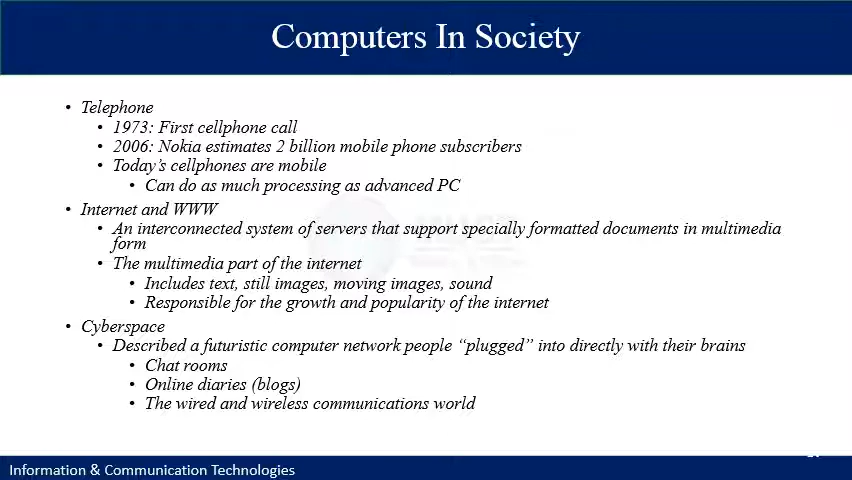 Computers In Society
• Telephone
• 1973: First cellphone call
• 2006: Nokia estimates 2 billion mobile phone subscribers
• Today’s cellphones are mobile
• Can do as much processing as advanced PC
• Internet and WWW
• An interconnected system of servers that support specially formatted documents in multimedia
form
• The multimedia part of the internet
• Includes text, still images, moving images, sound
• Responsible for the growth and popularity of the internet
• Cyberspace
• Described a futuristic computer network people “plugged” into directly with their brains
• Chat rooms
• Online diaries (blogs)
• The wired and wireless communications world
Information & Communication Technologies